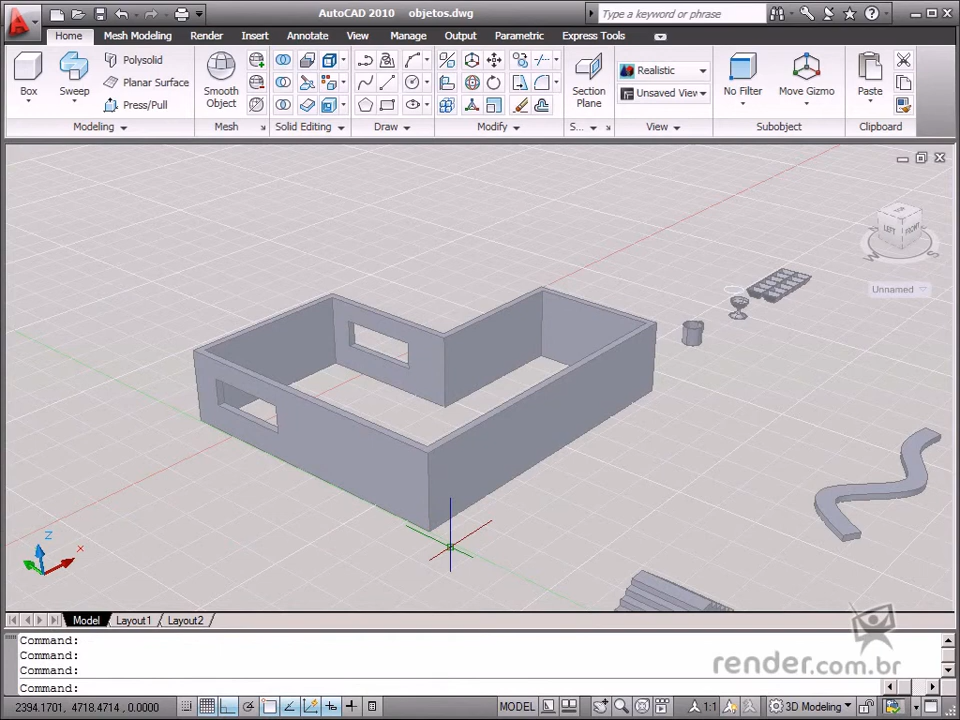 AutoCAD 2010 objetos.dwg
Type a keyword or phrase
Home Mesh Modeling Render Insert Annotate View Manage Output Parametric Express Tools
Box
Sweep
Polysolid
Planar Surface
Press/Pull
Smooth
Object
Section
Plane
Realistic
Unsaved View
No Filter
Move Gizmo
Paste
Modeling Mesh Solid Editing Draw Modify S... View Subobject Clipboard
LEFT FRONT
W S
Unnamed
Z
X
Model Layout1 Layout2
Command:
Command:
Command:
Command:
render.com.br
2394.1701, 4718.4714 , 0.0000 MODEL 1:1 3D Modeling